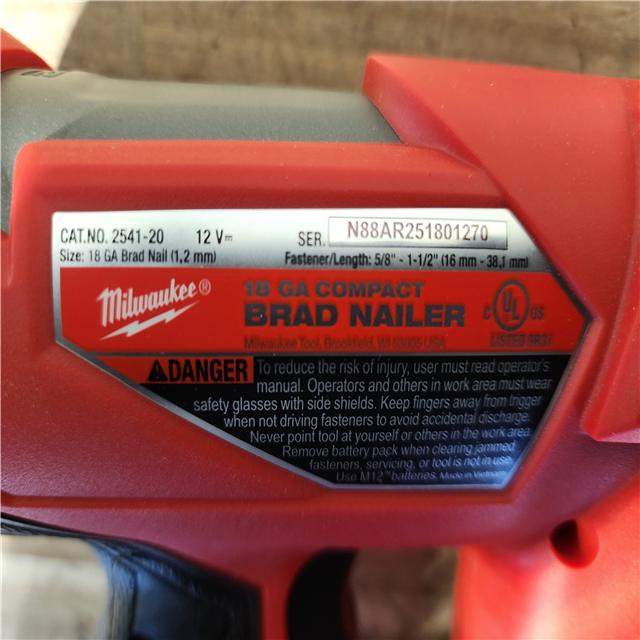 CAT.NO. 2541-20 12 V⎓ SER. N88AR251801270
Size: 18 GA Brad Nail (1,2 mm) Fastener/Length: 5/8" - 1-1/2" (16 mm - 38,1 mm)
Milwaukee®
18 GA COMPACT
BRAD NAILER
Milwaukee Tool, Brookfield, WI 53005 USA
C UL US
LISTED 9B31
DANGER To reduce the risk of injury, user must read operator's
manual. Operators and others in work area must wear
safety glasses with side shields. Keep fingers away from trigger
when not driving fasteners to avoid accidental discharge.
Never point tool at yourself or others in the work area.
Remove battery pack when clearing jammed
fasteners, servicing, or tool is not in use.
Use M12™ batteries. Made in Vietnam